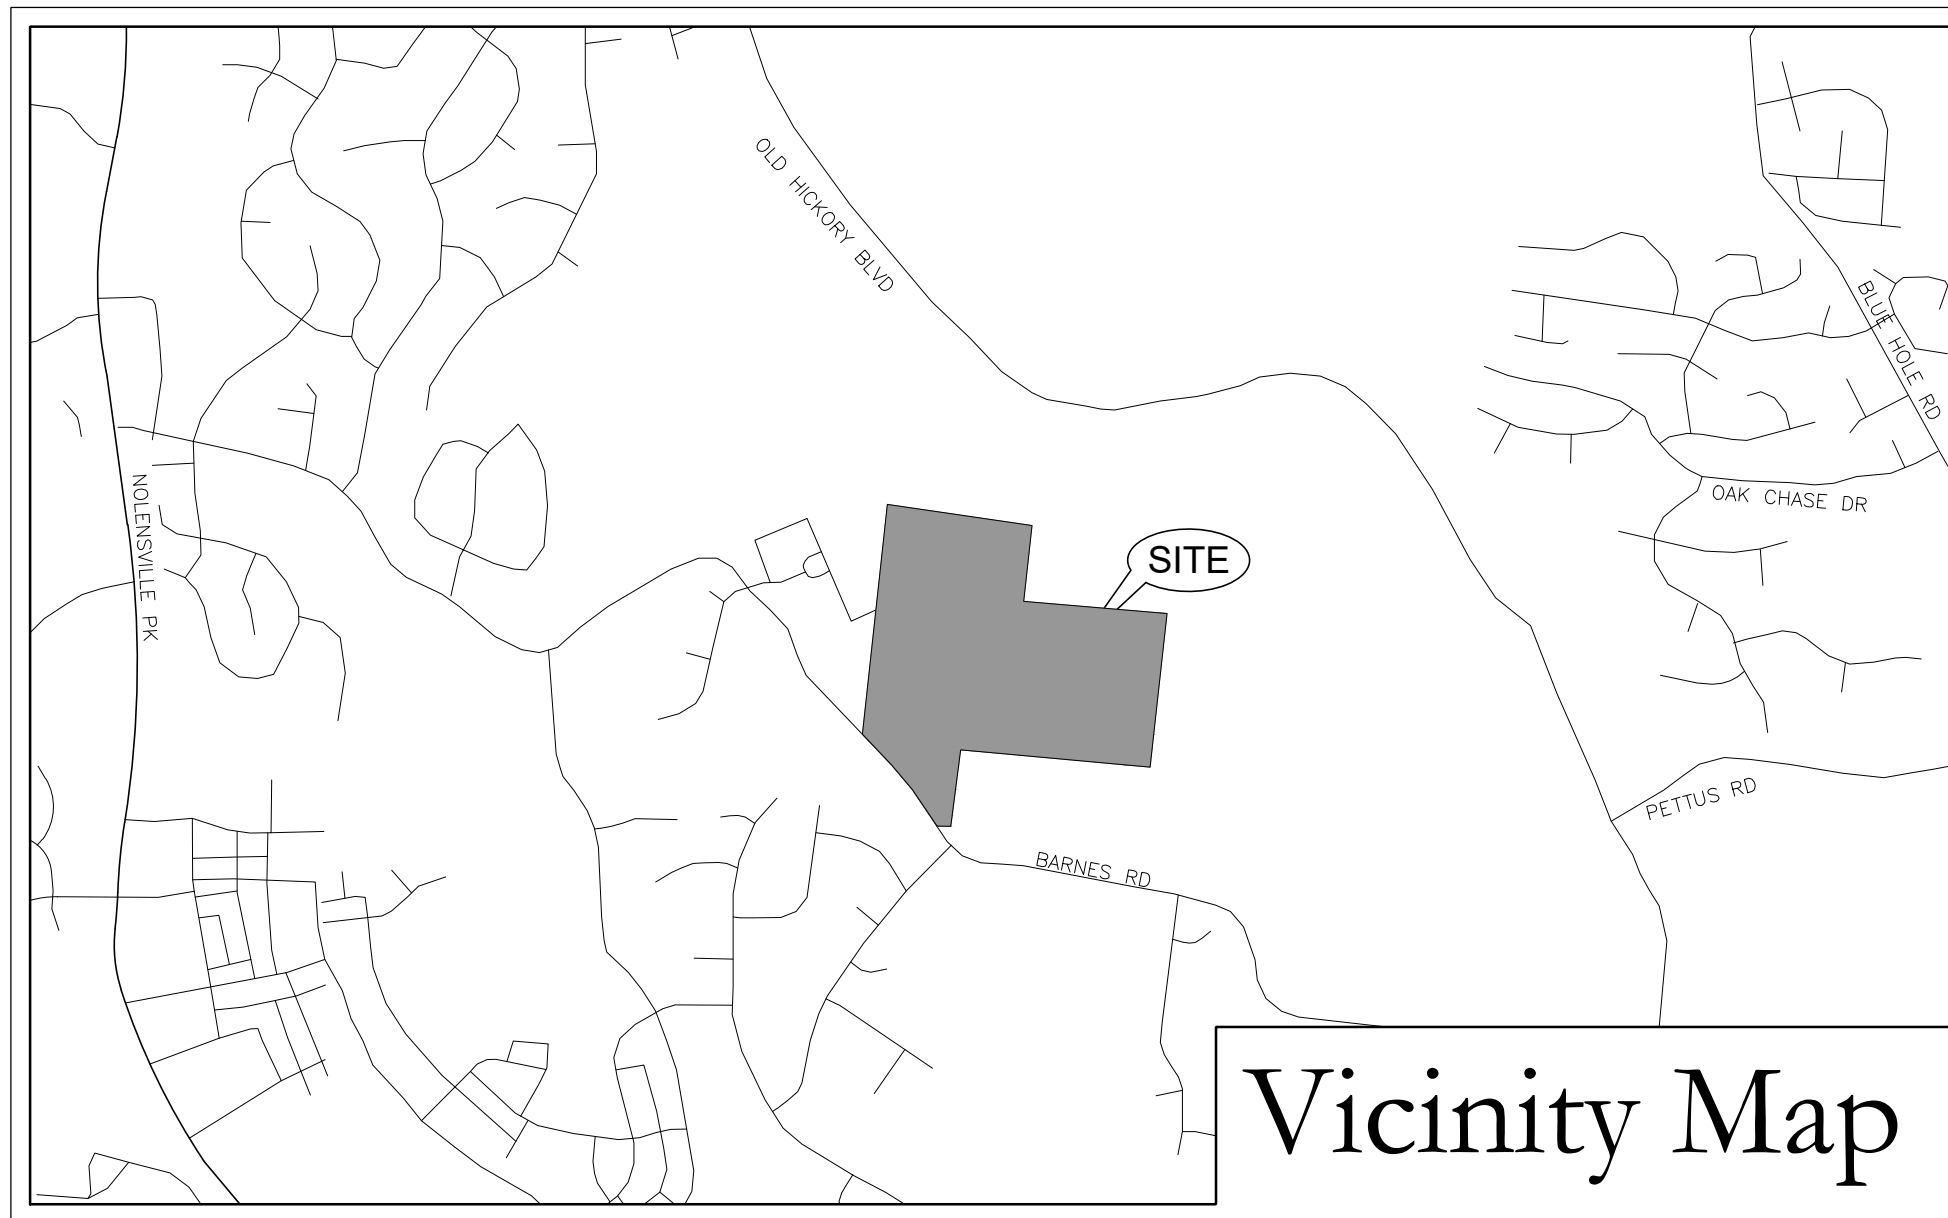 OLD HICKORY BLVD
BLUE HOLE RD
NOLENSVILLE PK
OAK CHASE DR
SITE
PETTUS RD
BARNES RD
Vicinity Map